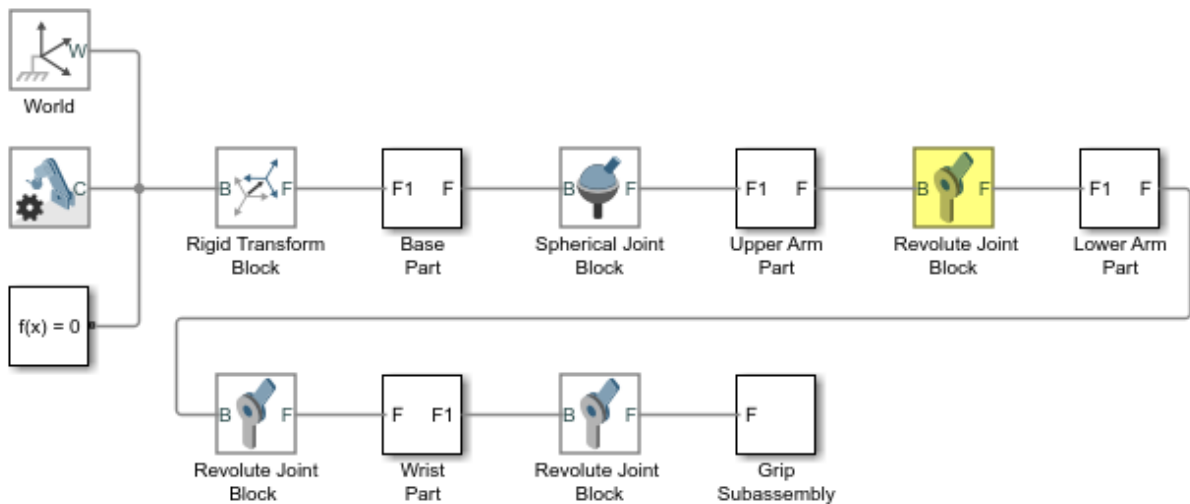 W
World
C
B F
Rigid Transform
Block
F1 F
Base
Part
B F
Spherical Joint
Block
F1 F
Upper Arm
Part
B F
Revolute Joint
Block
F1 F
Lower Arm
Part
f(x) = 0
B F
Revolute Joint
Block
F F1
Wrist
Part
B F
Revolute Joint
Block
F
Grip
Subassembly